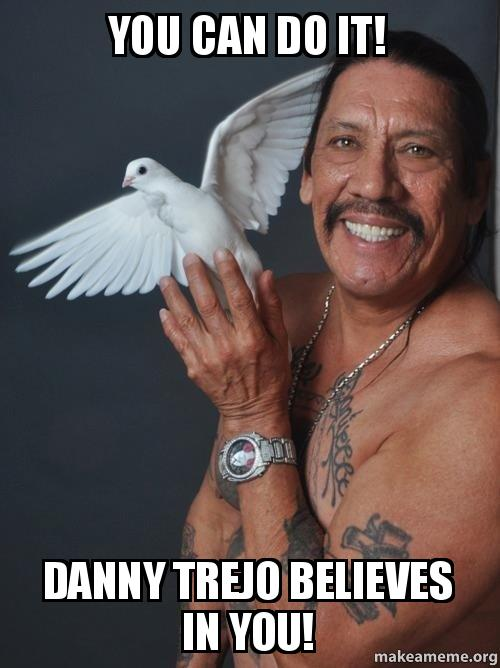 YOU CAN DO IT!
DANNY TREJO BELIEVES
IN YOU!
makeameme.org